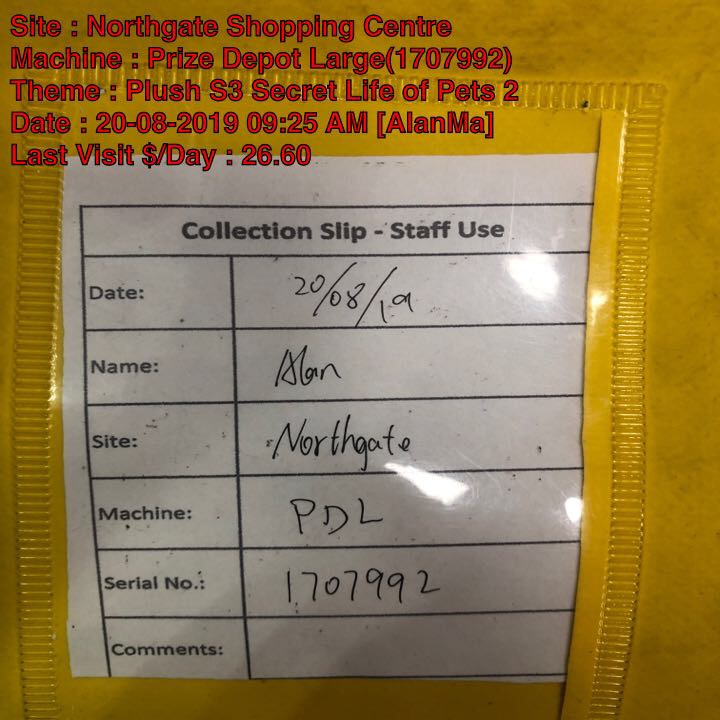 Site : Northgate Shopping Centre
Machine : Prize Depot Large(1707992)
Theme : Plush S3 Secret Life of Pets 2
Date : 20-08-2019 09:25 AM [AlanMa]
Last Visit $/Day : 26.60
Collection Slip - Staff Use
Date: 20/08/19
Name: Alan
Site: Northgate
Machine: PDL
Serial No.: 1707992
Comments: